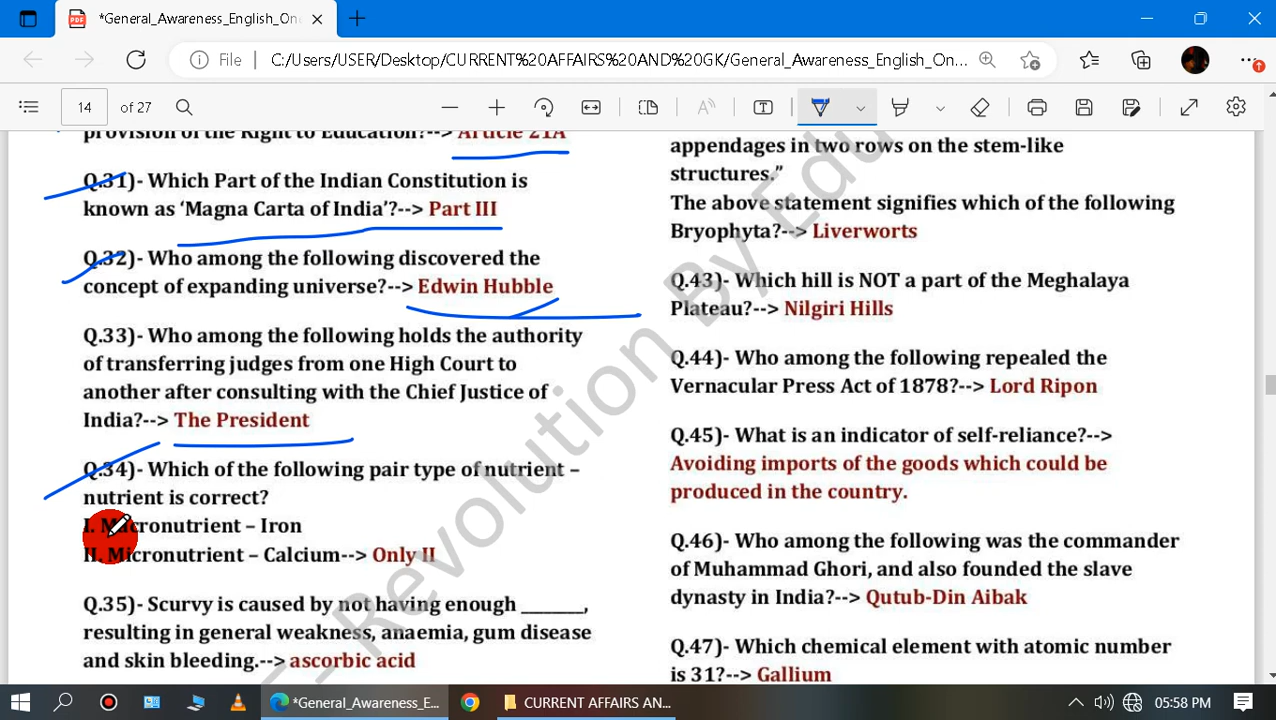 *General_Awareness_English_On
File
C:/Users/USER/Desktop/CURRENT%20AFFAIRS%20AND%20GK/General_Awareness_English_On...
14 of 27
provision of the Right to Education?--> Article 21A
Q.31)- Which Part of the Indian Constitution is
known as ‘Magna Carta of India’?--> Part III
Q.32)- Who among the following discovered the
concept of expanding universe?--> Edwin Hubble
Q.33)- Who among the following holds the authority
of transferring judges from one High Court to
another after consulting with the Chief Justice of
India?--> The President
Q.34)- Which of the following pair type of nutrient –
nutrient is correct?
I. Micronutrient – Iron
II. Micronutrient – Calcium--> Only II
Q.35)- Scurvy is caused by not having enough _______,
resulting in general weakness, anaemia, gum disease
and skin bleeding.--> ascorbic acid
appendages in two rows on the stem-like
structures.”
The above statement signifies which of the following
Bryophyta?--> Liverworts
Q.43)- Which hill is NOT a part of the Meghalaya
Plateau?--> Nilgiri Hills
Q.44)- Who among the following repealed the
Vernacular Press Act of 1878?--> Lord Ripon
Q.45)- What is an indicator of self-reliance?-->
Avoiding imports of the goods which could be
produced in the country.
Q.46)- Who among the following was the commander
of Muhammad Ghori, and also founded the slave
dynasty in India?--> Qutub-Din Aibak
Q.47)- Which chemical element with atomic number
is 31?--> Gallium
E- Revolution By Edu
*General_Awareness_E...
CURRENT AFFAIRS AN...
05:58 PM